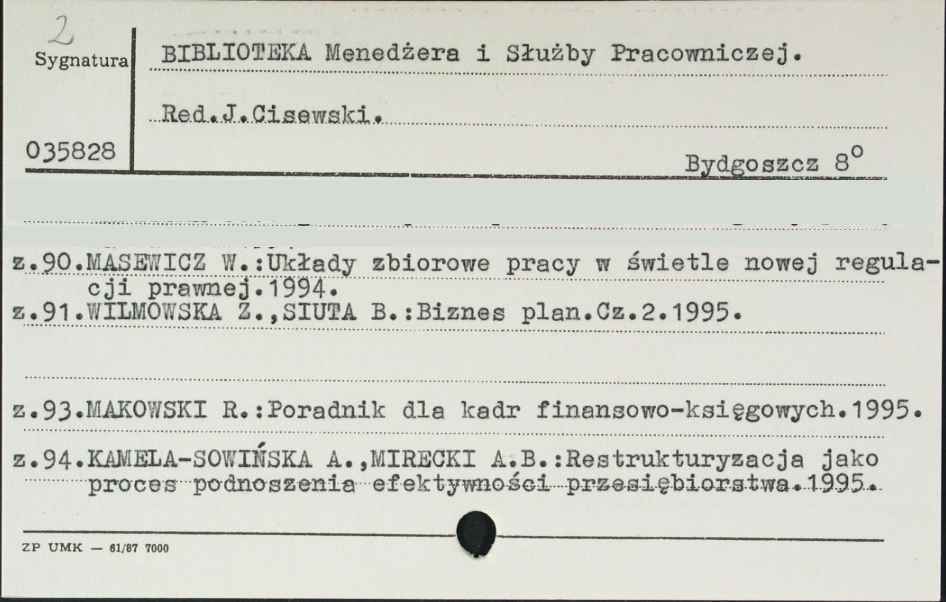 2
Sygnatura
BIBLIOTEKA Menedżera i Służby Pracowniczej.
Red.J.Cisewski.
035828
Bydgoszcz 8°
z.90.MASEWICZ W.:Układy zbiorowe pracy w świetle nowej regula-
cji prawnej.1994.
z.91.WILMOWSKA Z.,SIUTA B.:Biznes plan.Cz.2.1995.
z.93.MAKOWSKI R.:Poradnik dla kadr finansowo-księgowych.1995.
z.94.KAMELA-SOWIŃSKA A.,MIRECKI A.B.:Restrukturyzacja jako
proces podnoszenia efektywności przesiębiorstwa.1995.
ZP UMK — 61/87 7000